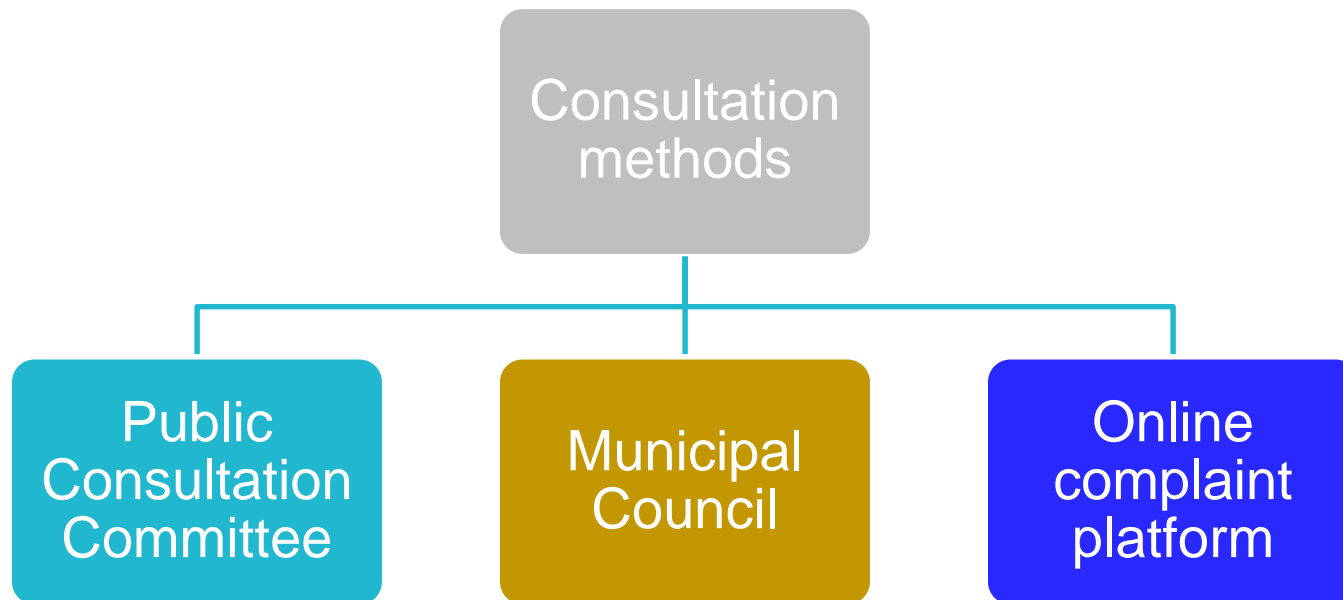 Consultation
methods
Public
Consultation
Committee
Municipal
Council
Online
complaint
platform